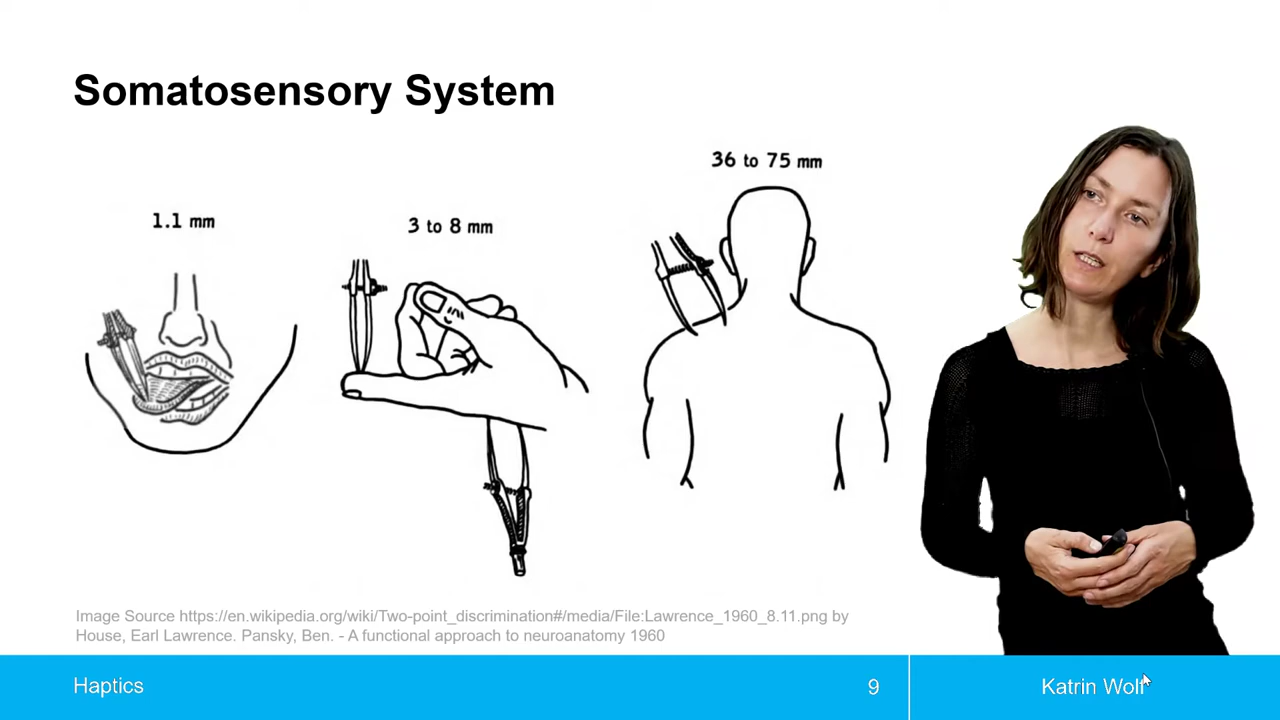 Somatosensory System
36 to 75 mm
1.1 mm
3 to 8 mm
Image Source https://en.wikipedia.org/wiki/Two-point_discrimination#/media/File:Lawrence_1960_8.11.png by
House, Earl Lawrence. Pansky, Ben. - A functional approach to neuroanatomy 1960
Haptics
9
Katrin Wolf